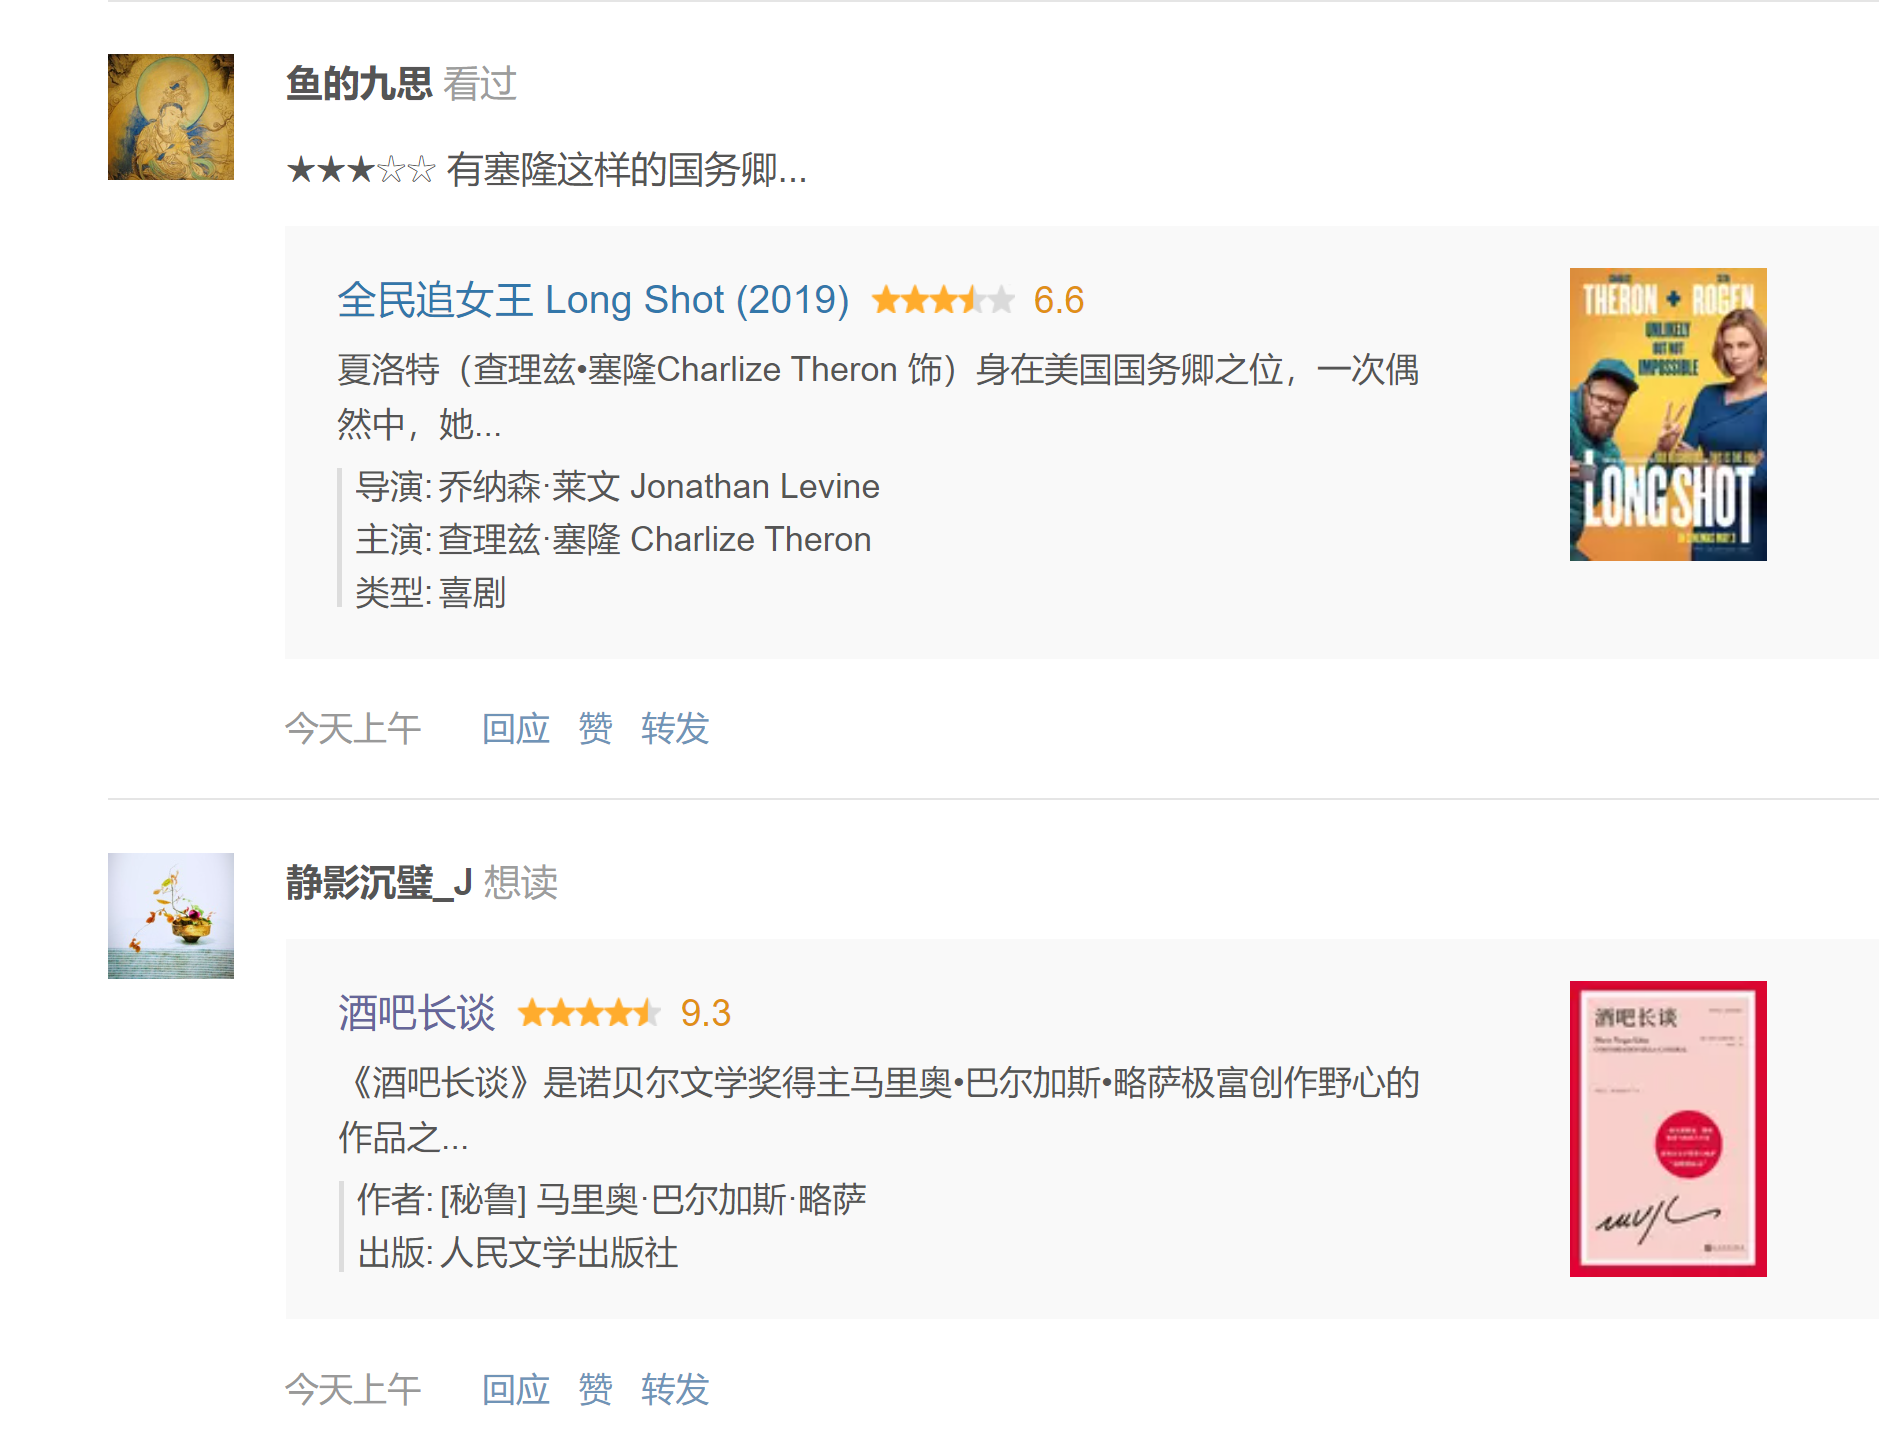 鱼的九思 看过
★★★☆☆ 有塞隆这样的国务卿...
全民追女王 Long Shot (2019) 6.6
夏洛特（查理兹•塞隆Charlize Theron 饰）身在美国国务卿之位，一次偶
然中，她...
导演: 乔纳森·莱文 Jonathan Levine
主演: 查理兹·塞隆 Charlize Theron
类型: 喜剧
THERON + ROGEN
UNLIKELY
BUT NOT
IMPOSSIBLE
LONG SHOT
今天上午 回应 赞 转发
静影沉璧_J 想读
酒吧长谈 9.3
《酒吧长谈》是诺贝尔文学奖得主马里奥•巴尔加斯•略萨极富创作野心的
作品之...
作者: [秘鲁] 马里奥·巴尔加斯·略萨
出版: 人民文学出版社
酒吧长谈
今天上午 回应 赞 转发